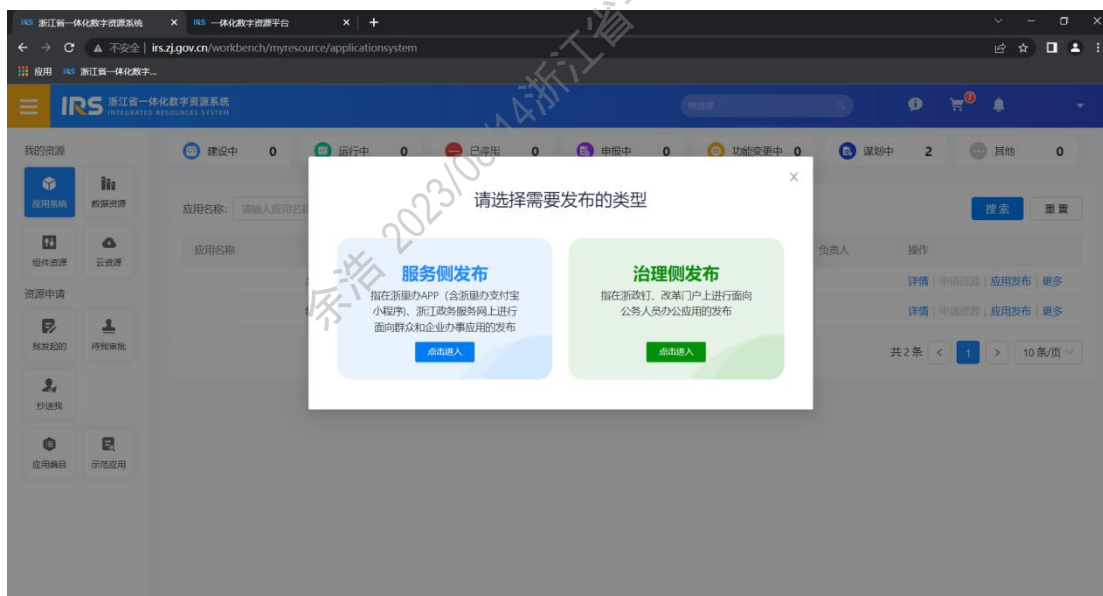 IRS 浙江省一体化数字资源系统
IRS 一体化数字资源平台
不安全 irs.zj.gov.cn/workbench/myresource/applicationsystem
应用 IRS 浙江省一体化数字...
IRS 浙江省一体化数字资源系统
INTEGRATED RESOURCES SYSTEM
搜资源
7
我的资源
建设中 0 运行中 0 已停用 0 申报中 0 功能变更中 0 谋划中 2 其他 0
应用系统 数据资源
组件资源 云资源
资源申请
我发起的 待我审批
抄送我
应用编目 示范应用
应用名称: 请输入应用名称
搜索 重置
应用名称 负责人 操作
详情 申请资源 应用发布 更多
详情 申请资源 应用发布 更多
共2条 < 1 > 10条/页
请选择需要发布的类型
服务侧发布
指在浙里办APP（含浙里办支付宝
小程序、浙江政务服务网上进行
面向群众和企业办事应用的发布
点击进入
治理侧发布
指在浙政钉、改革门户上进行面向
公务人员办公应用的发布
点击进入
余浩 2023/08/14浙江省